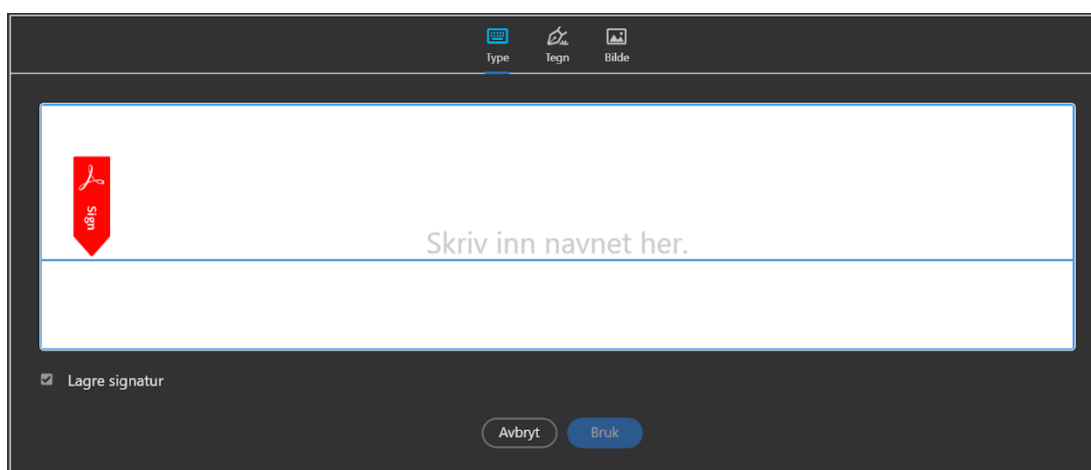 Type Tegn Bilde
Sign
Skriv inn navnet her.
Lagre signatur
Avbryt Bruk